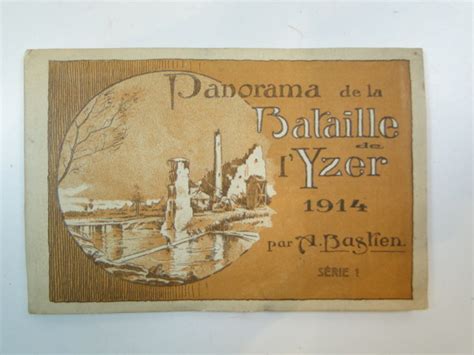 Panorama de la
Bataille
de
l'Yzer
1914
par A. Bastien.
SÉRIE 1